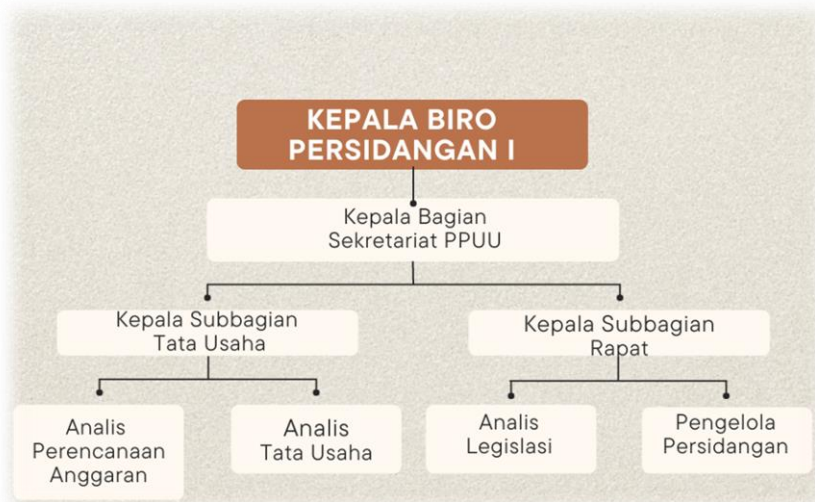 KEPALA BIRO
PERSIDANGAN I
Kepala Bagian
Sekretariat PPUU
Kepala Subbagian
Tata Usaha
Kepala Subbagian
Rapat
Analis
Perencanaan
Anggaran
Analis
Tata Usaha
Analis
Legislasi
Pengelola
Persidangan